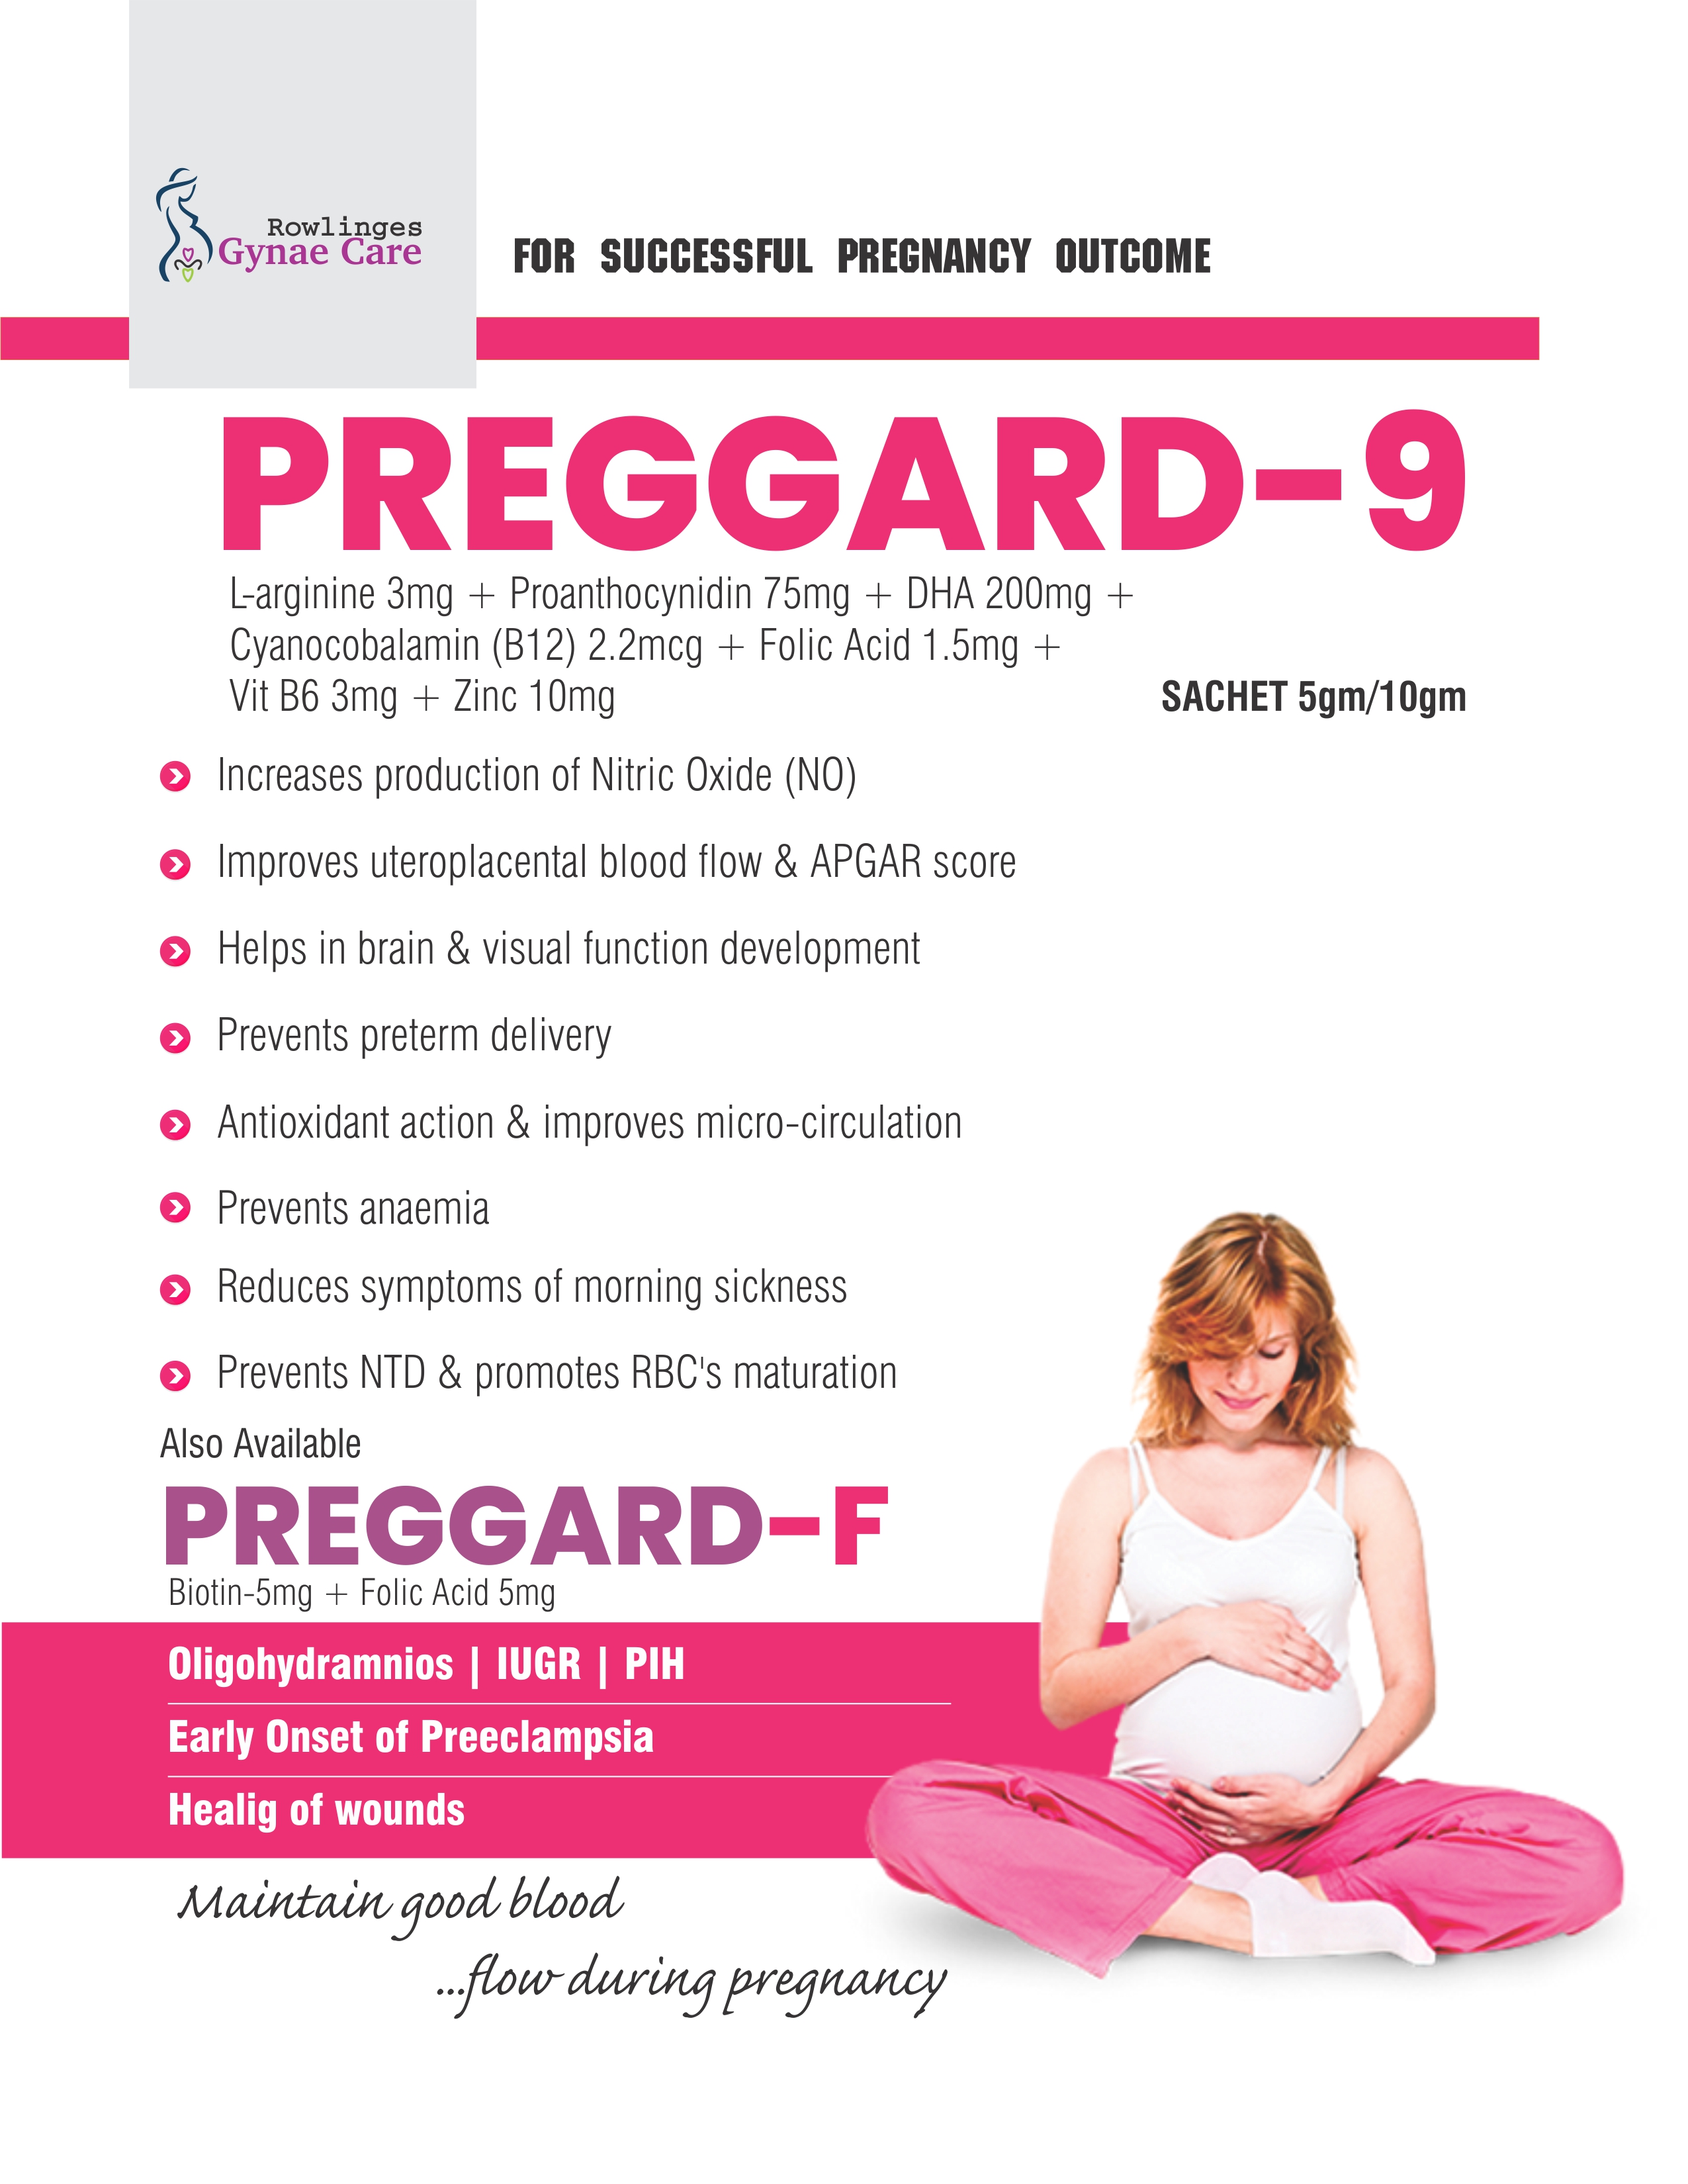 Rowlinges
Gynae Care
FOR SUCCESSFUL PREGNANCY OUTCOME
PREGGARD-9
L-arginine 3mg + Proanthocynidin 75mg + DHA 200mg +
Cyanocobalamin (B12) 2.2mcg + Folic Acid 1.5mg +
Vit B6 3mg + Zinc 10mg
SACHET 5gm/10gm
Increases production of Nitric Oxide (NO)
Improves uteroplacental blood flow & APGAR score
Helps in brain & visual function development
Prevents preterm delivery
Antioxidant action & improves micro-circulation
Prevents anaemia
Reduces symptoms of morning sickness
Prevents NTD & promotes RBC's maturation
Also Available
PREGGARD-F
Biotin-5mg + Folic Acid 5mg
Oligohydramnios | IUGR | PIH
Early Onset of Preeclampsia
Healig of wounds
Maintain good blood
...flow during pregnancy